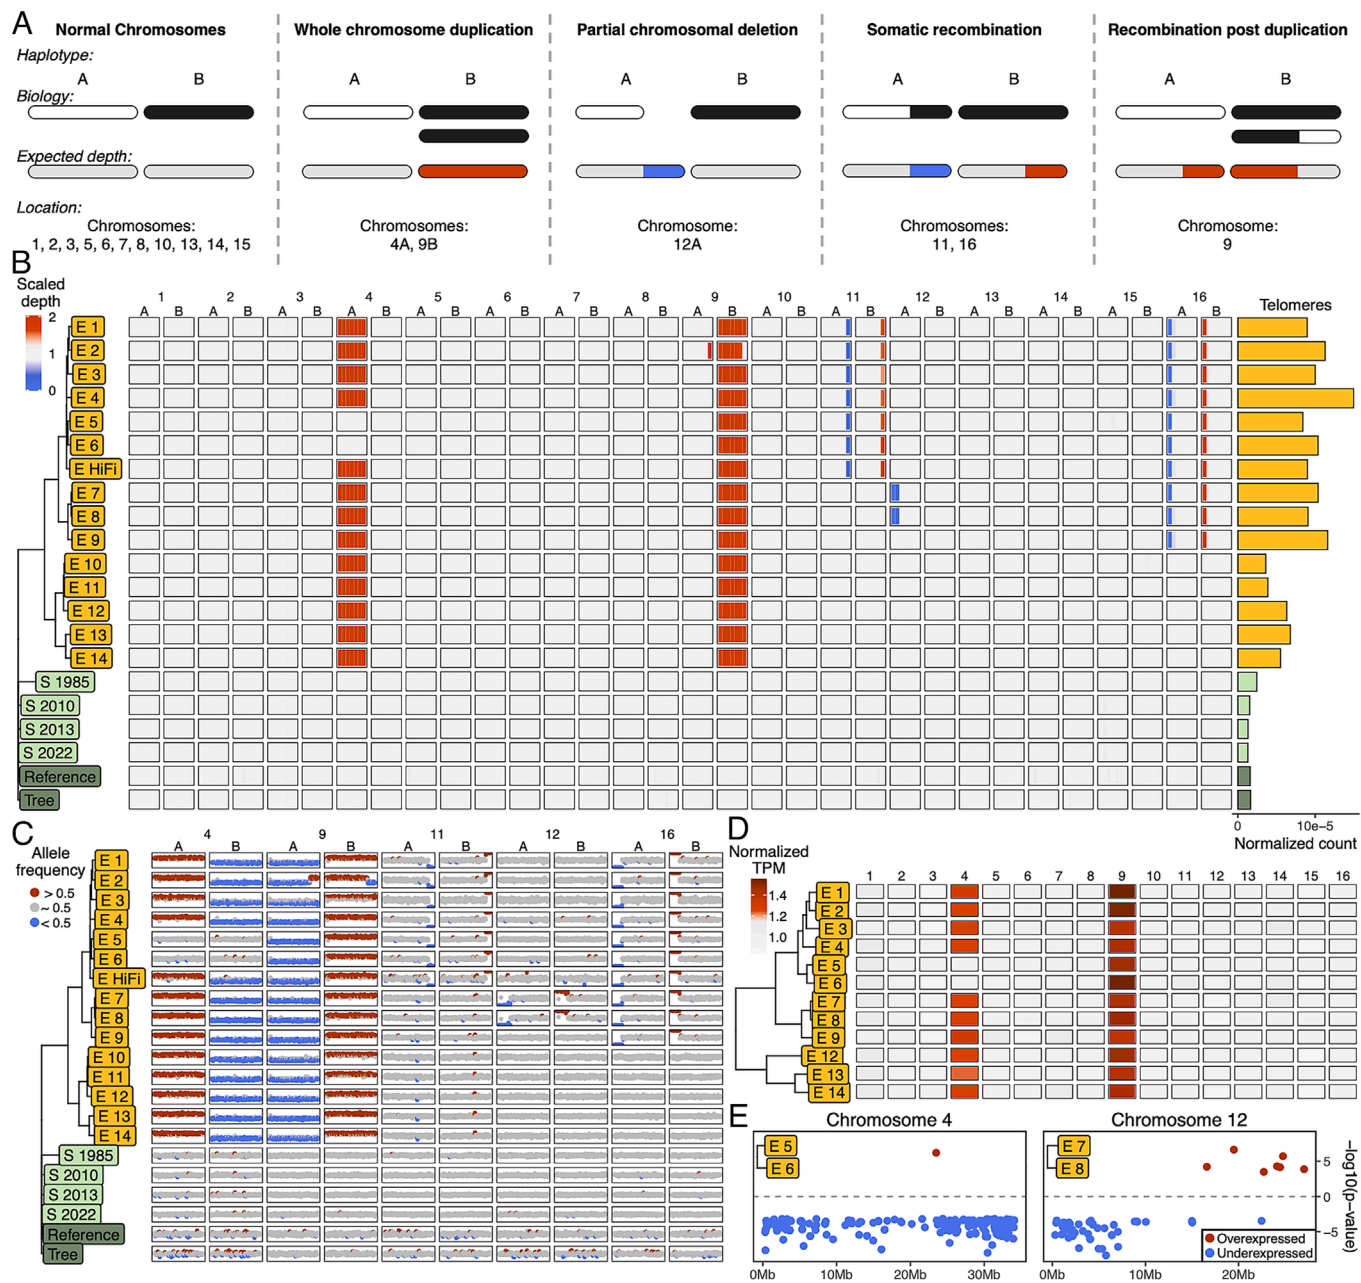 A
Normal Chromosomes Whole chromosome duplication Partial chromosomal deletion Somatic recombination Recombination post duplication
Haplotype:
A B A B A B A B A B
Biology:
Expected depth:
Location:
Chromosomes: Chromosomes: Chromosome: Chromosomes: Chromosome:
1, 2, 3, 5, 6, 7, 8, 10, 13, 14, 15 4A, 9B 12A 11, 16 9
B
Scaled depth
2
1
0
1 2 3 4 5 6 7 8 9 10 11 12 13 14 15 16 Telomeres
A B A B A B A B A B A B A B A B A B A B A B A B A B A B A B A B
E 1
E 2
E 3
E 4
E 5
E 6
E HiFi
E 7
E 8
E 9
E 10
E 11
E 12
E 13
E 14
S 1985
S 2010
S 2013
S 2022
Reference
Tree
0 10e−5
Normalized count
C
Allele frequency
> 0.5
~ 0.5
< 0.5
4 9 11 12 16
A B A B A B A B A B
E 1
E 2
E 3
E 4
E 5
E 6
E HiFi
E 7
E 8
E 9
E 10
E 11
E 12
E 13
E 14
S 1985
S 2010
S 2013
S 2022
Reference
Tree
D
Normalized TPM
1.4
1.2
1.0
1 2 3 4 5 6 7 8 9 10 11 12 13 14 15 16
E 1
E 2
E 3
E 4
E 5
E 6
E 7
E 8
E 9
E 12
E 13
E 14
E
Chromosome 4 Chromosome 12
E 5
E 6
E 7
E 8
5
0
−5
−log10(p−value)
Overexpressed
Underexpressed
0Mb 10Mb 20Mb 30Mb 0Mb 10Mb 20Mb